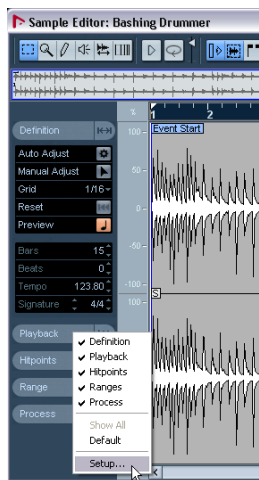 Sample Editor: Bashing Drummer
%
1
2
Definition
100
Event Start
Auto Adjust
Manual Adjust
Grid 1/16
Reset
Preview
50
0
-50
Bars 15
Beats 0
Tempo 123.80
Signature 4/4
-100
S
100
Playback
Hitpoints
Range
Process
Definition
Playback
Hitpoints
Ranges
Process
Show All
Default
Setup...